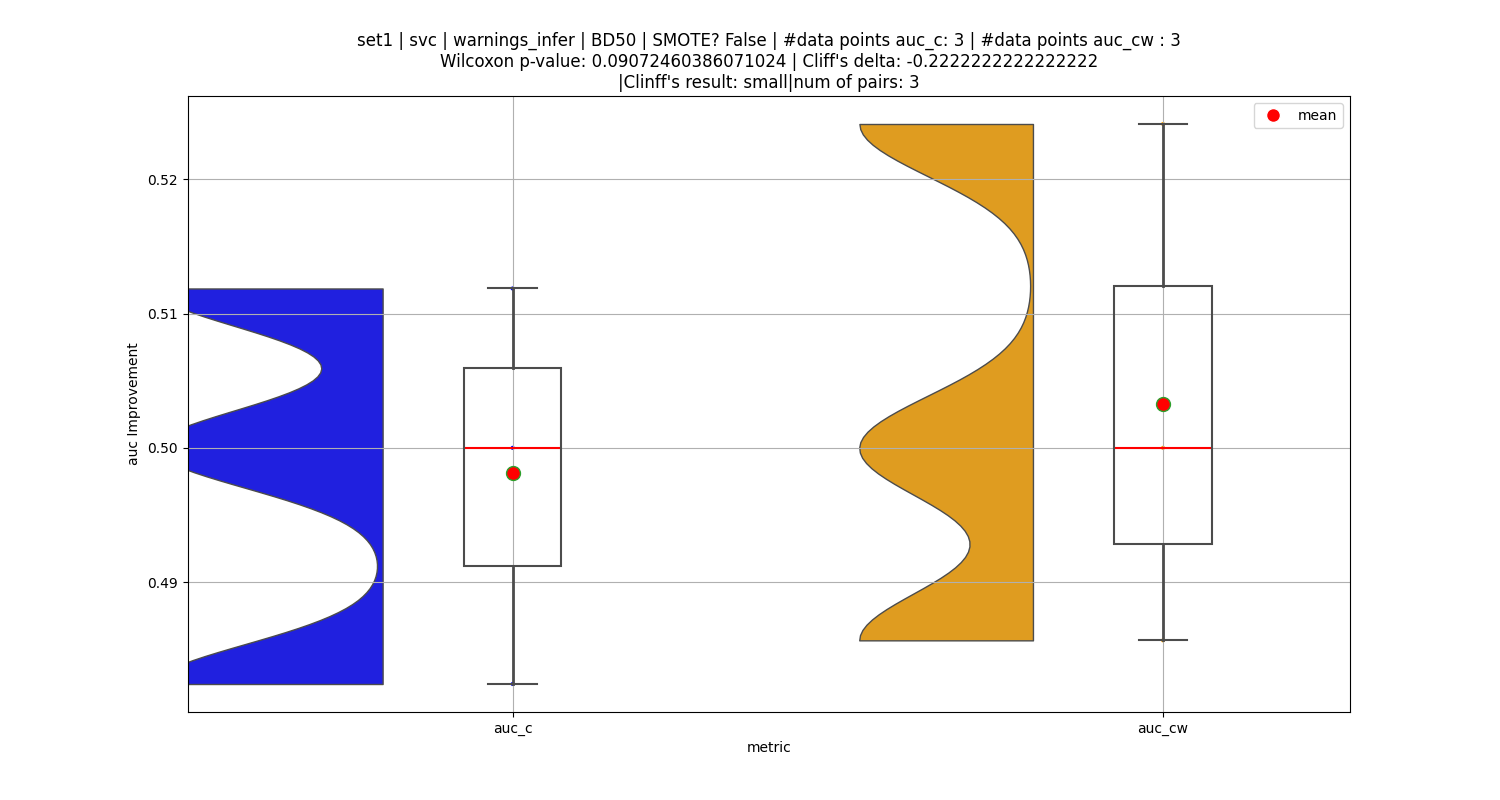 set1 | svc | warnings_infer | BD50 | SMOTE? False | #data points auc_c: 3 | #data points auc_cw : 3
Wilcoxon p-value: 0.09072460386071024 | Cliff's delta: -0.2222222222222222
|Clinff's result: small|num of pairs: 3
mean
0.52
0.51
0.50
0.49
auc Improvement
auc_c
auc_cw
metric